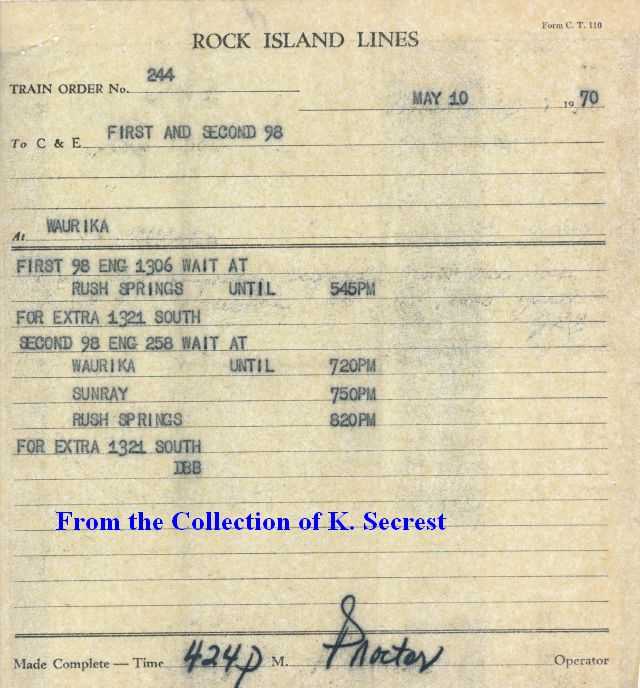 Form C. T. 110
ROCK ISLAND LINES
TRAIN ORDER No. 244
MAY 10 1970
To C & E FIRST AND SECOND 98
At WAURIKA
FIRST 98 ENG 1306 WAIT AT
RUSH SPRINGS UNTIL 545PM
FOR EXTRA 1321 SOUTH
SECOND 98 ENG 258 WAIT AT
WAURIKA UNTIL 720PM
SUNRAY 750PM
RUSH SPRINGS 820PM
FOR EXTRA 1321 SOUTH
DBB
From the Collection of K. Secrest
Made Complete — Time 424 P M. Proctor Operator